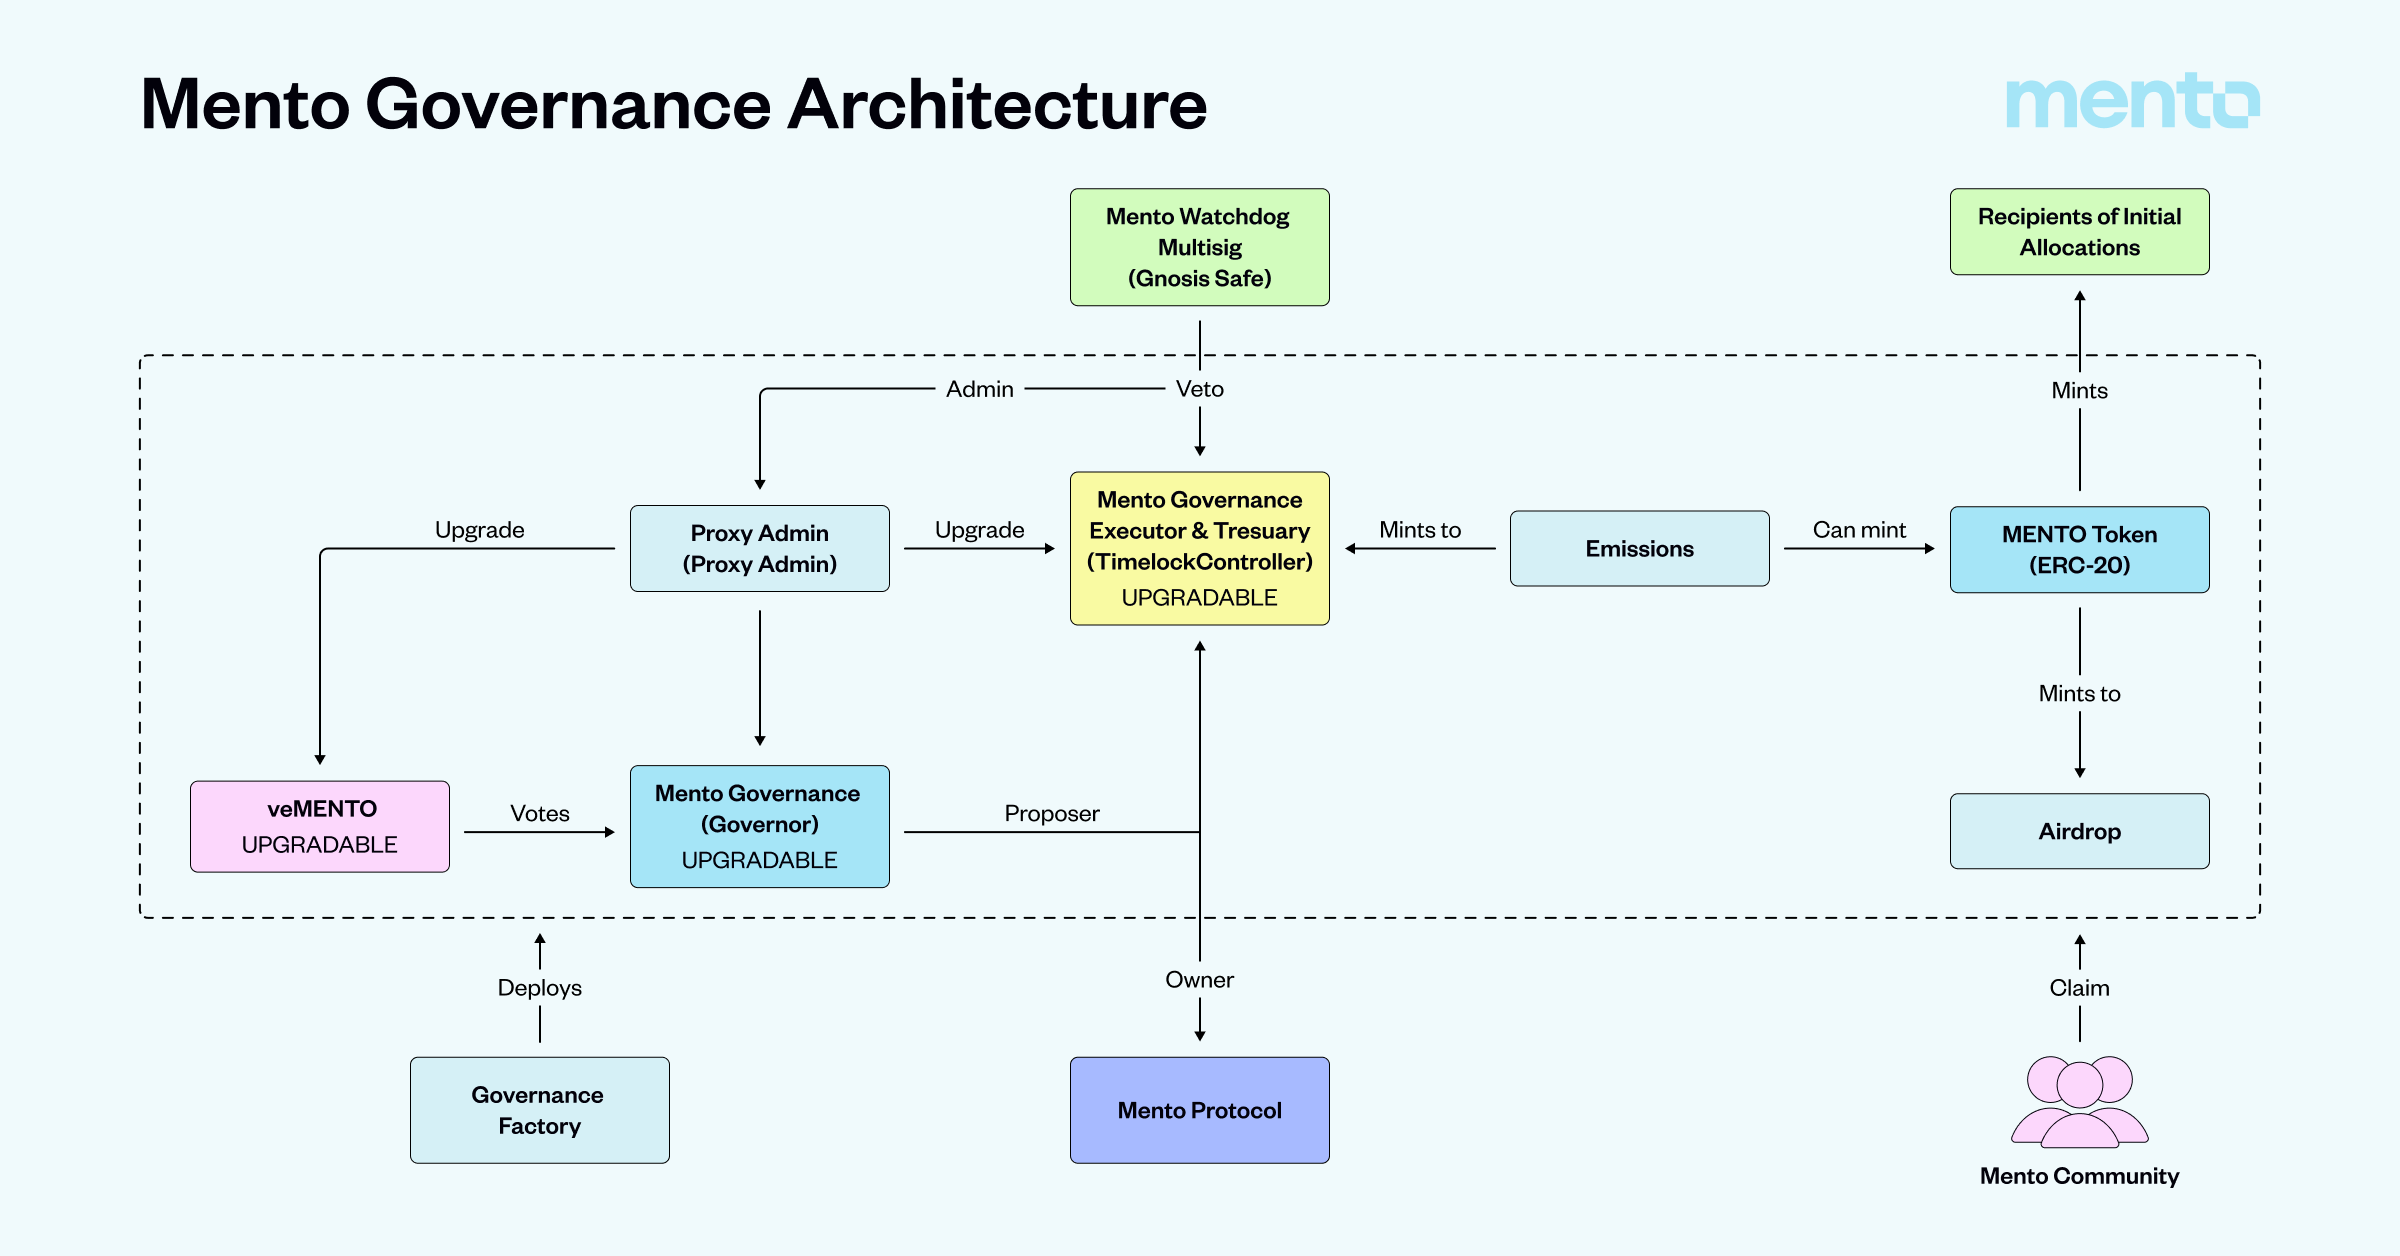 Mento Governance Architecture
mento
Mento Watchdog
Multisig
(Gnosis Safe)
Recipients of Initial
Allocations
Admin
Veto
Mints
Upgrade
Proxy Admin
(Proxy Admin)
Upgrade
Mento Governance
Executor & Tresuary
(TimelockController)
UPGRADABLE
Mints to
Emissions
Can mint
MENTO Token
(ERC-20)
Mints to
veMENTO
UPGRADABLE
Votes
Mento Governance
(Governor)
UPGRADABLE
Proposer
Airdrop
Deploys
Owner
Claim
Governance
Factory
Mento Protocol
Mento Community